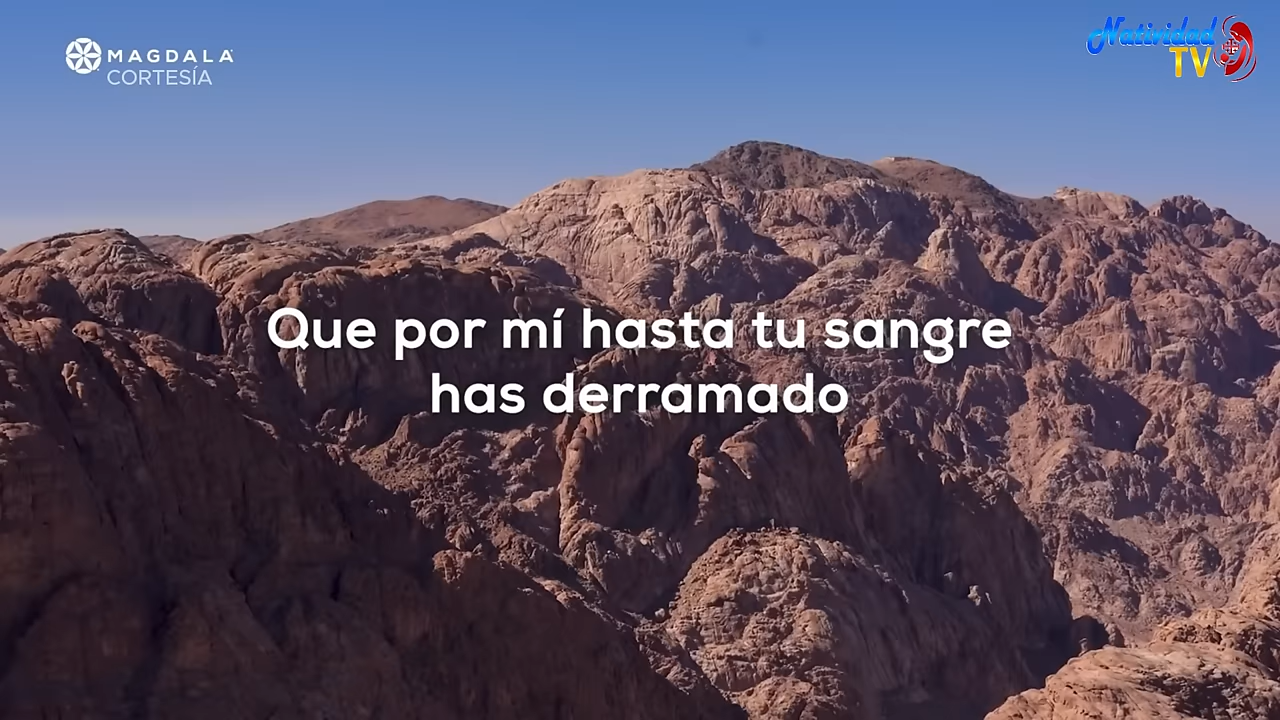 MAGDALA
CORTESÍA
Natividad
TV
Que por mí hasta tu sangre
has derramado